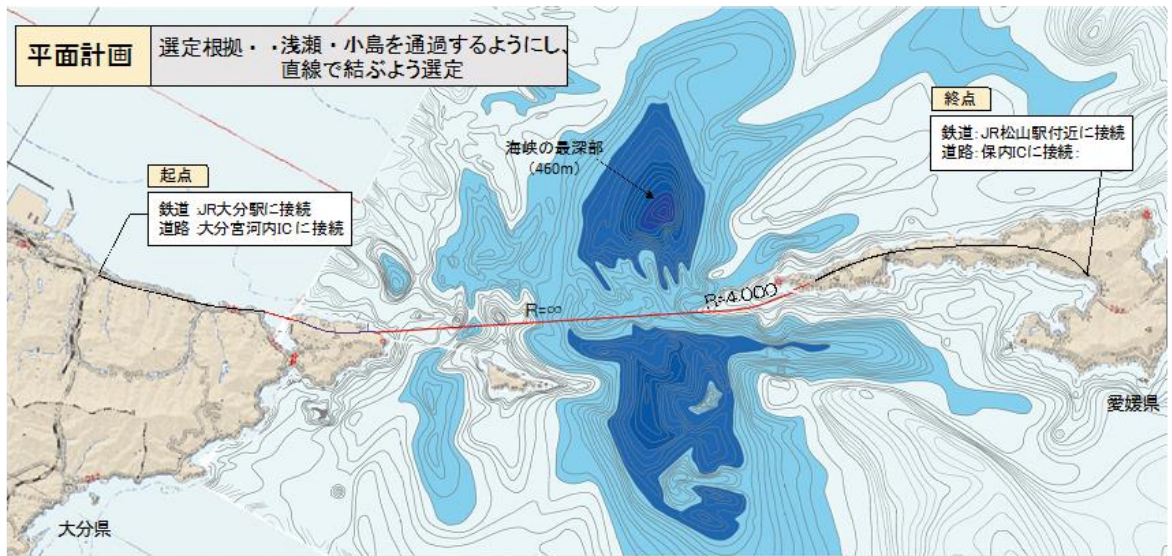 平面計画
選定根拠・・浅瀬・小島を通過するようにし、
直線で結ぶよう選定
終点
鉄道:JR松山駅付近に接続
道路:保内ICに接続:
海峡の最深部
(460m)
起点
鉄道:JR大分駅に接続
道路:大分宮河内ICに接続
R=∞
R=4.000
愛媛県
大分県